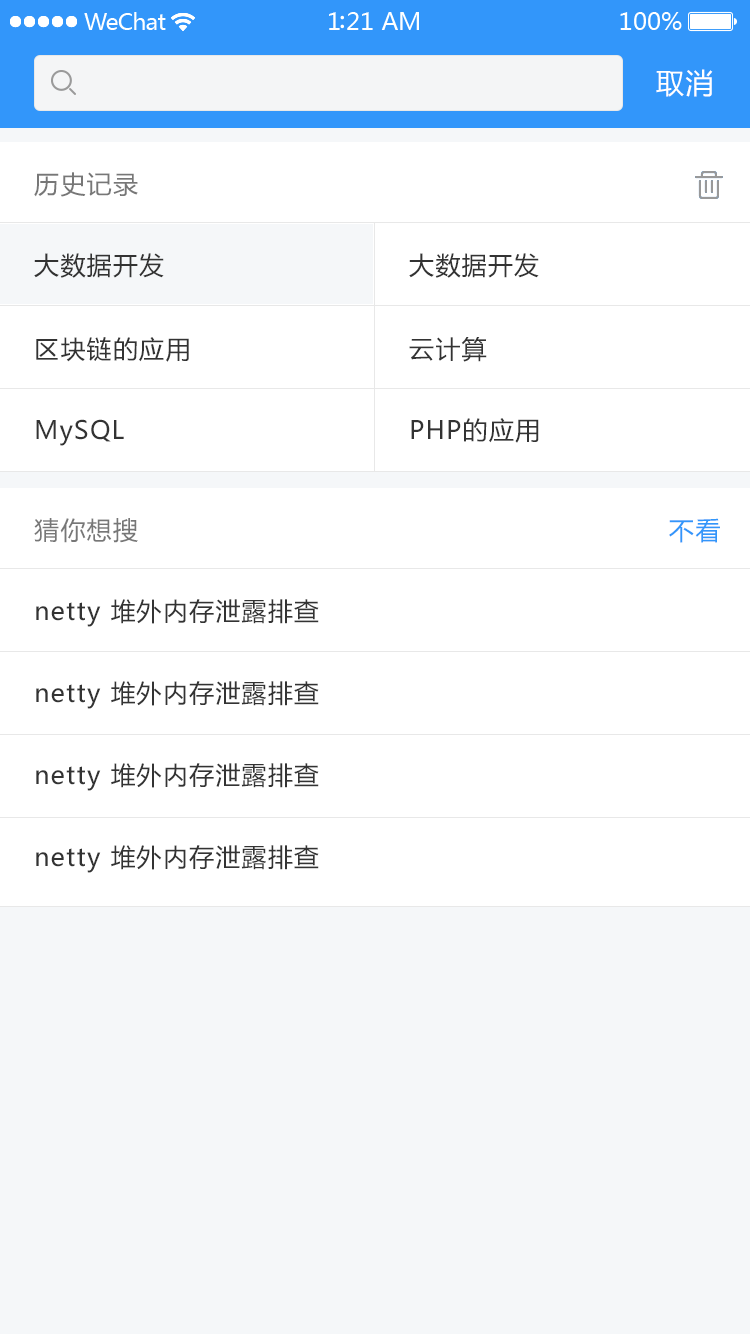 WeChat 1:21 AM 100%
取消
历史记录
大数据开发 大数据开发
区块链的应用 云计算
MySQL PHP的应用
猜你想搜 不看
netty 堆外内存泄露排查
netty 堆外内存泄露排查
netty 堆外内存泄露排查
netty 堆外内存泄露排查